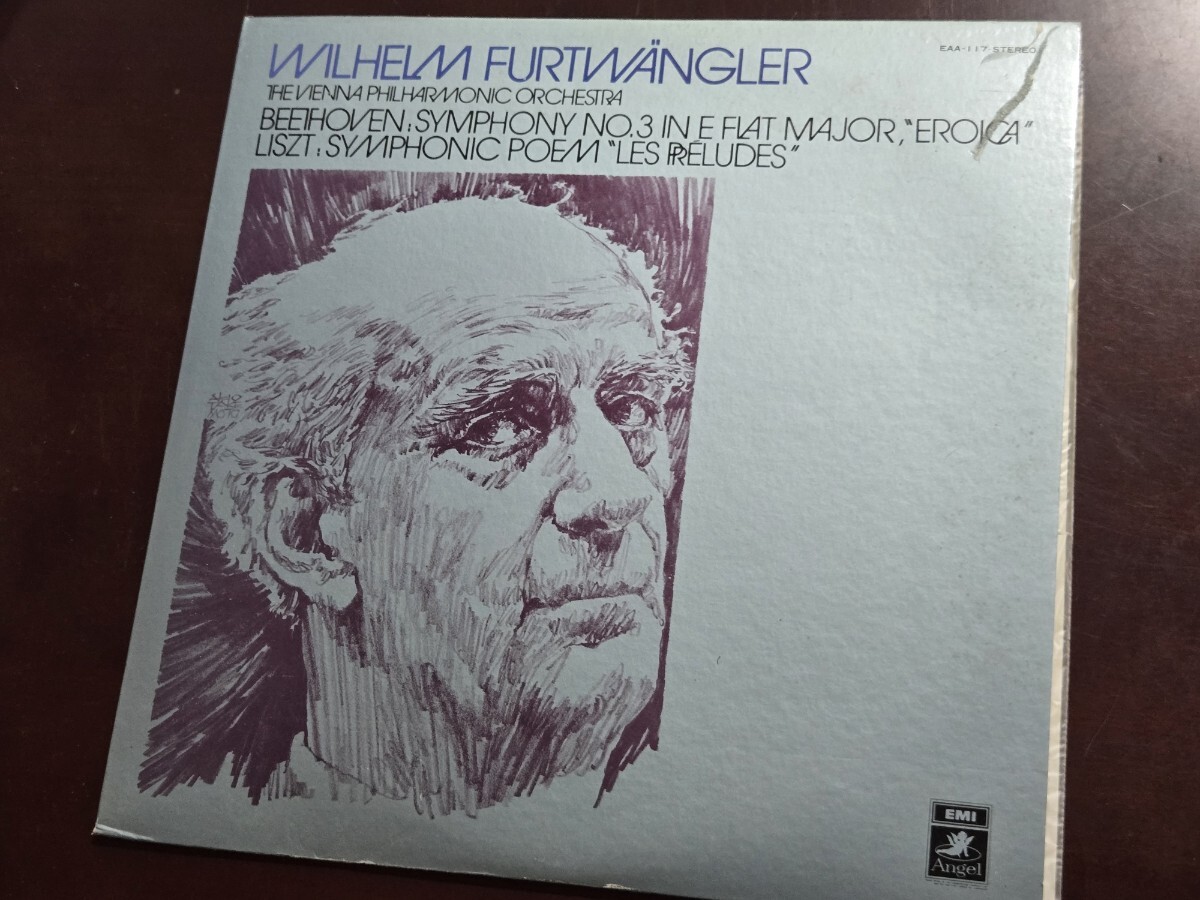 WILHELM FURTWÄNGLER
EAA-117 STEREO
THE VIENNA PHILHARMONIC ORCHESTRA
BEETHOVEN: SYMPHONY NO.3 IN E FLAT MAJOR, "EROICA"
LISZT: SYMPHONIC POEM "LES PRÉLUDES"
EMI
Angel